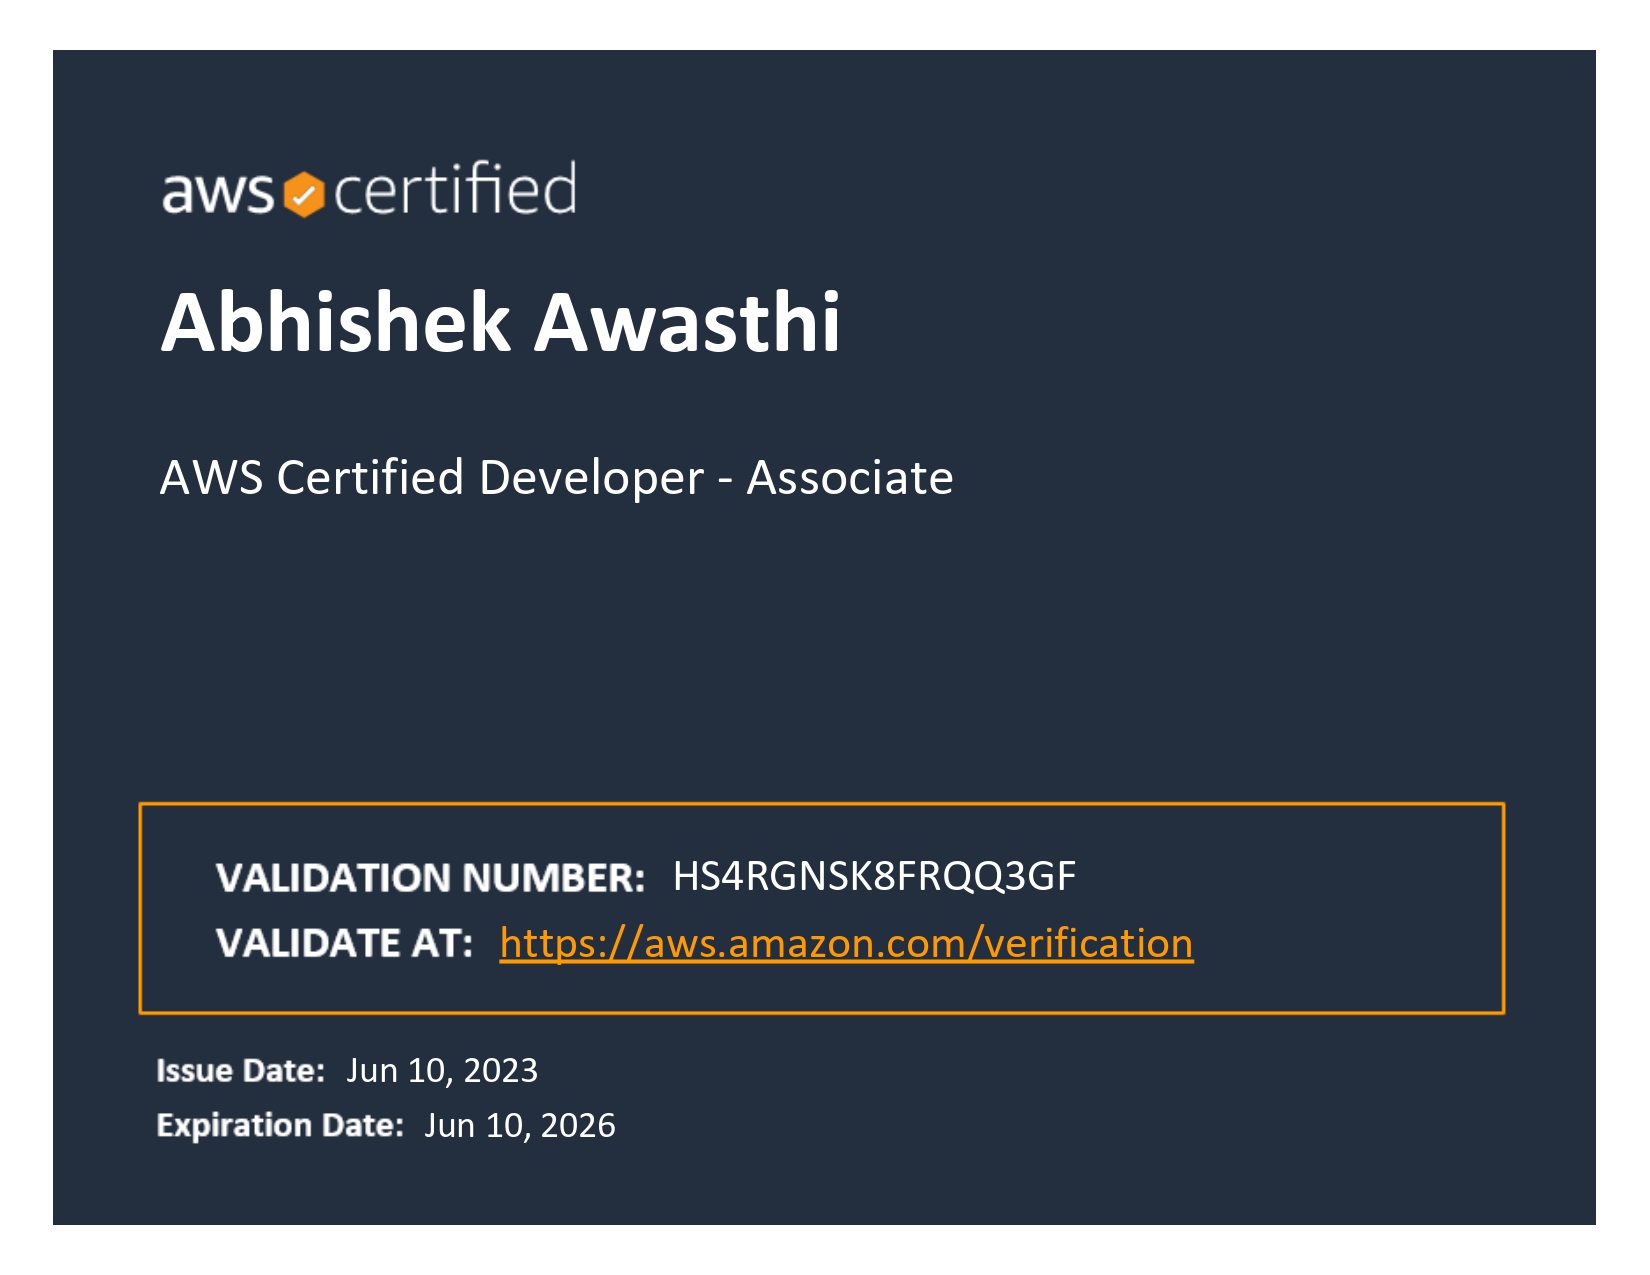 aws certified
Abhishek Awasthi
AWS Certified Developer - Associate
VALIDATION NUMBER: HS4RGNSK8FRQQ3GF
VALIDATE AT: https://aws.amazon.com/verification
Issue Date: Jun 10, 2023
Expiration Date: Jun 10, 2026